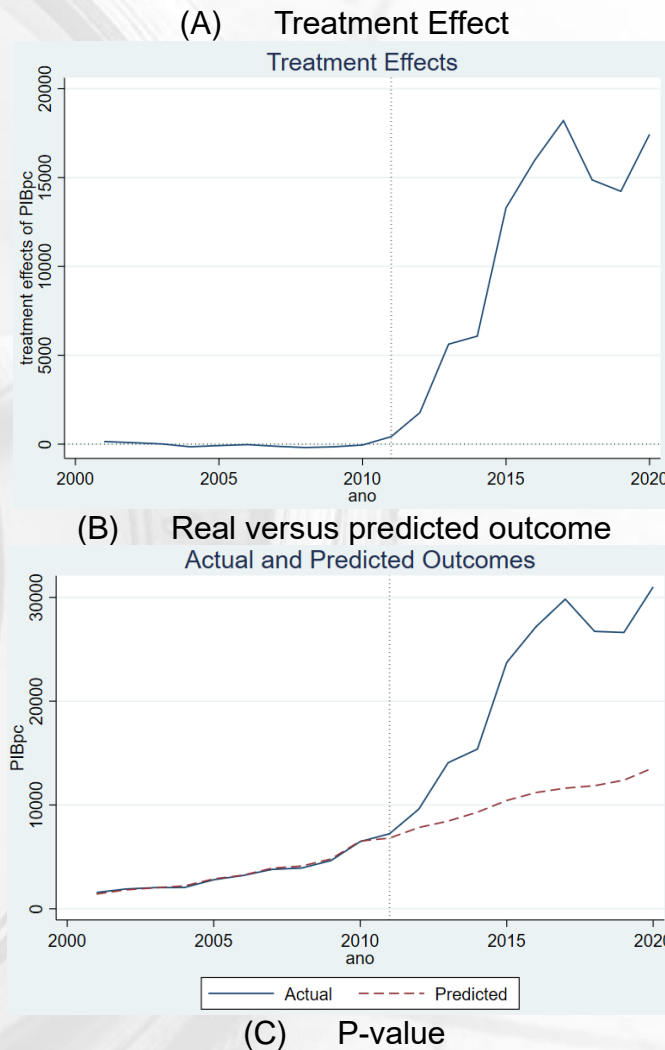 (A) Treatment Effect
Treatment Effects
treatment effects of PIBpc
20000
15000
10000
5000
0
2000 2005 2010 2015 2020
ano
(B) Real versus predicted outcome
Actual and Predicted Outcomes
PIBpc
30000
20000
10000
0
2000 2005 2010 2015 2020
ano
Actual Predicted
(C) P-value